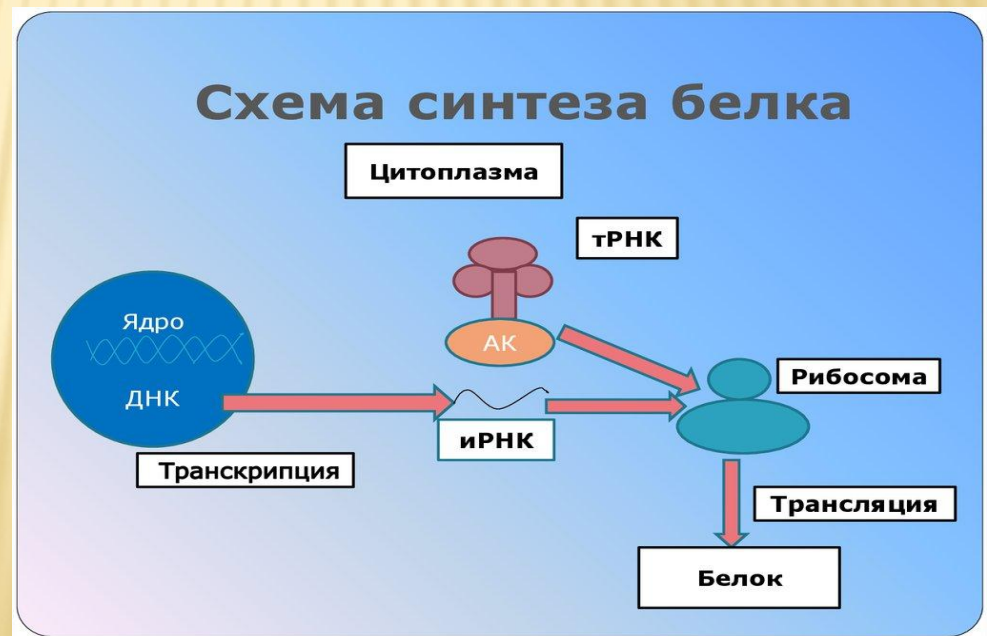 Схема синтеза белка
Цитоплазма
тРНК
Ядро
АК
ДНК
Рибосома
иРНК
Транскрипция
Трансляция
Белок